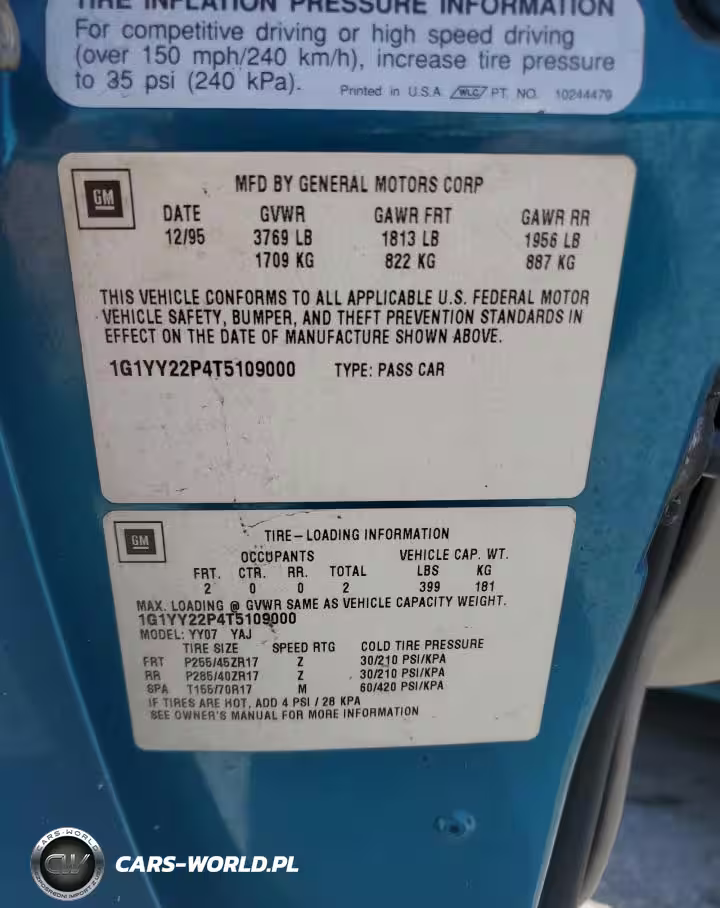 TIRE INFLATION PRESSURE INFORMATION
For competitive driving or high speed driving
(over 150 mph/240 km/h), increase tire pressure
to 35 psi (240 kPa).
Printed in U.S.A. WLC PT. NO. 10244479
GM
MFD BY GENERAL MOTORS CORP
DATE GVWR GAWR FRT GAWR RR
12/95 3769 LB 1813 LB 1956 LB
1709 KG 822 KG 887 KG
THIS VEHICLE CONFORMS TO ALL APPLICABLE U.S. FEDERAL MOTOR
VEHICLE SAFETY, BUMPER, AND THEFT PREVENTION STANDARDS IN
EFFECT ON THE DATE OF MANUFACTURE SHOWN ABOVE.
1G1YY22P4T5109000 TYPE: PASS CAR
GM
TIRE-LOADING INFORMATION
OCCUPANTS VEHICLE CAP. WT.
FRT. CTR. RR. TOTAL LBS KG
2 0 0 2 399 181
MAX. LOADING @ GVWR SAME AS VEHICLE CAPACITY WEIGHT.
1G1YY22P4T5109000
MODEL: YY07 YAJ
TIRE SIZE SPEED RTG COLD TIRE PRESSURE
FRT P255/45ZR17 Z 30/210 PSI/KPA
RR P285/40ZR17 Z 30/210 PSI/KPA
SPA T155/70R17 M 60/420 PSI/KPA
IF TIRES ARE HOT, ADD 4 PSI / 28 KPA
SEE OWNER'S MANUAL FOR MORE INFORMATION
CARS-WORLD
CW
BEZPOŚREDNI IMPORT Z USA
CARS-WORLD.PL